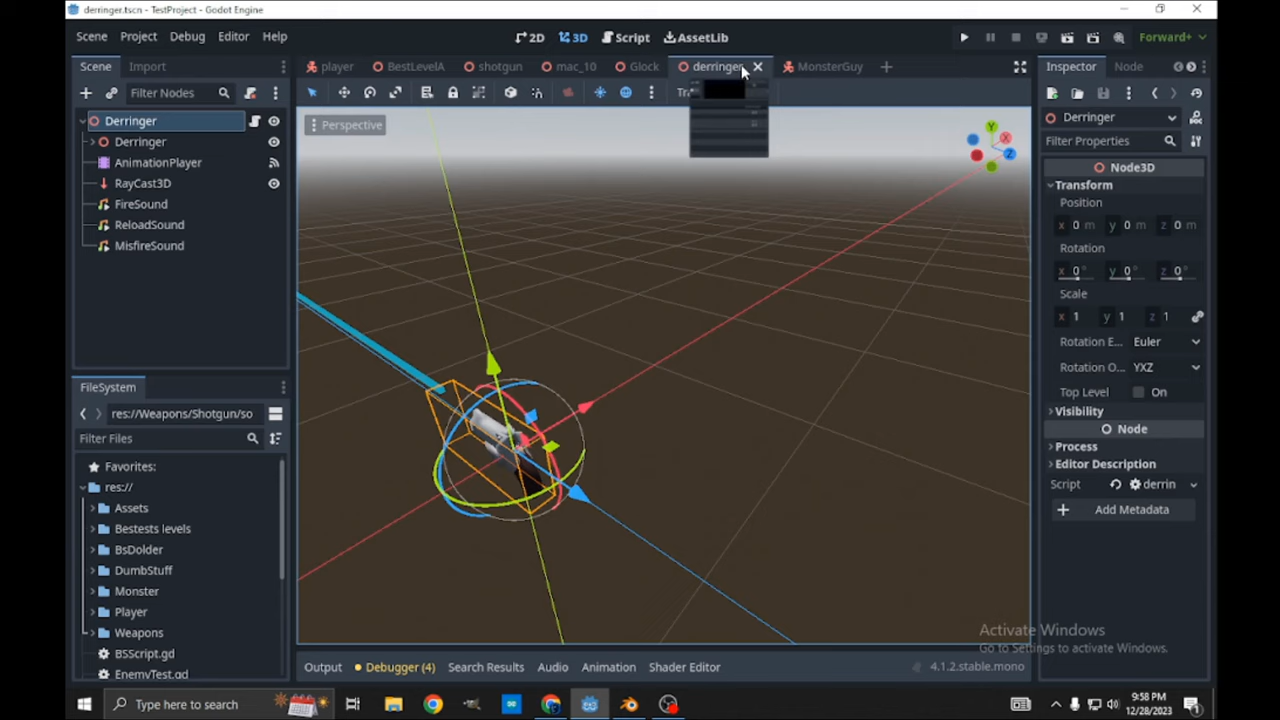 derringer.tscn - TestProject - Godot Engine
Scene Project Debug Editor Help
2D 3D Script AssetLib
Forward+
Scene Import
player BestLevelA shotgun mac_10 Glock derringer MonsterGuy
Inspector Node
Filter Nodes
Perspective
Derringer
Derringer
AnimationPlayer
RayCast3D
FireSound
ReloadSound
MisfireSound
Y X Z
Derringer
Filter Properties
Node3D
Transform
Position
x 0 m y 0 m z 0 m
Rotation
x 0° y 0° z 0°
Scale
x 1 y 1 z 1
Rotation E... Euler
Rotation O... YXZ
Top Level On
Visibility
Node
Process
Editor Description
Script derrin
Add Metadata
FileSystem
res://Weapons/Shotgun/so
Filter Files
Favorites:
res://
Assets
Bestests levels
BsDolder
DumbStuff
Monster
Player
Weapons
BSScript.gd
EnemyTest.gd
Output Debugger (4) Search Results Audio Animation Shader Editor
4.1.2.stable.mono
Activate Windows
Go to Settings to activate Windows.
Type here to search
9:58 PM
12/28/2023